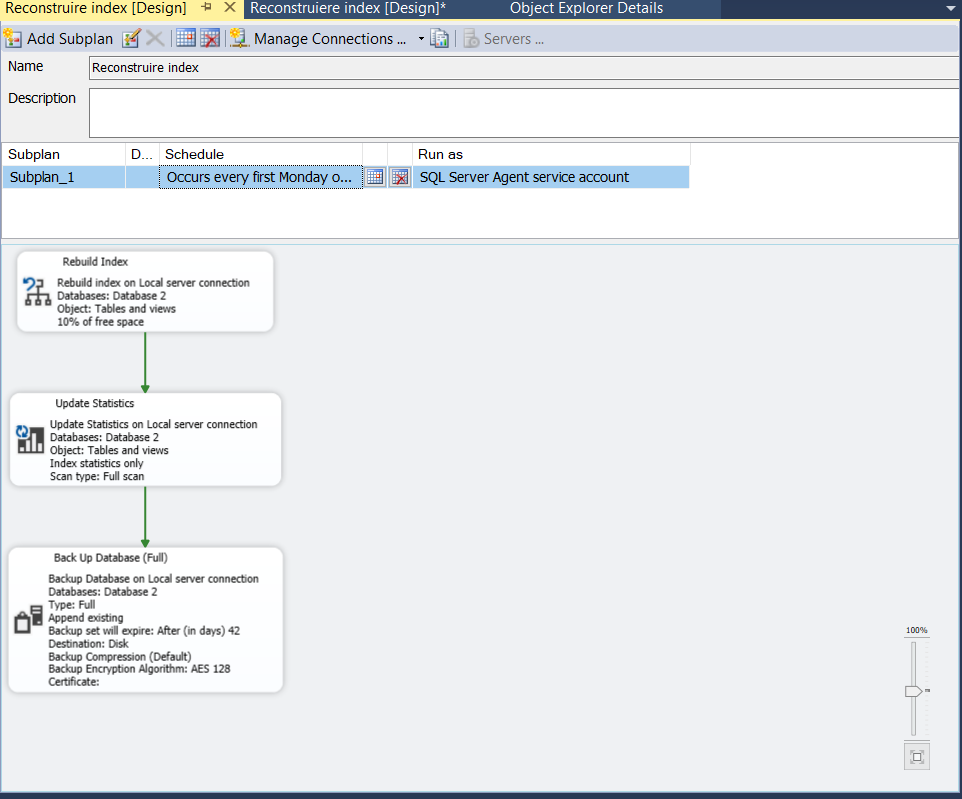 Reconstruire index [Design]
Reconstruiere index [Design]*
Object Explorer Details
Add Subplan
Manage Connections ...
Servers ...
Name
Reconstruire index
Description
Subplan D... Schedule Run as
Subplan_1 Occurs every first Monday o... SQL Server Agent service account
Rebuild Index
Rebuild index on Local server connection
Databases: Database 2
Object: Tables and views
10% of free space
Update Statistics
Update Statistics on Local server connection
Databases: Database 2
Object: Tables and views
Index statistics only
Scan type: Full scan
Back Up Database (Full)
Backup Database on Local server connection
Databases: Database 2
Type: Full
Append existing
Backup set will expire: After (in days) 42
Destination: Disk
Backup Compression (Default)
Backup Encryption Algorithm: AES 128
Certificate:
100%